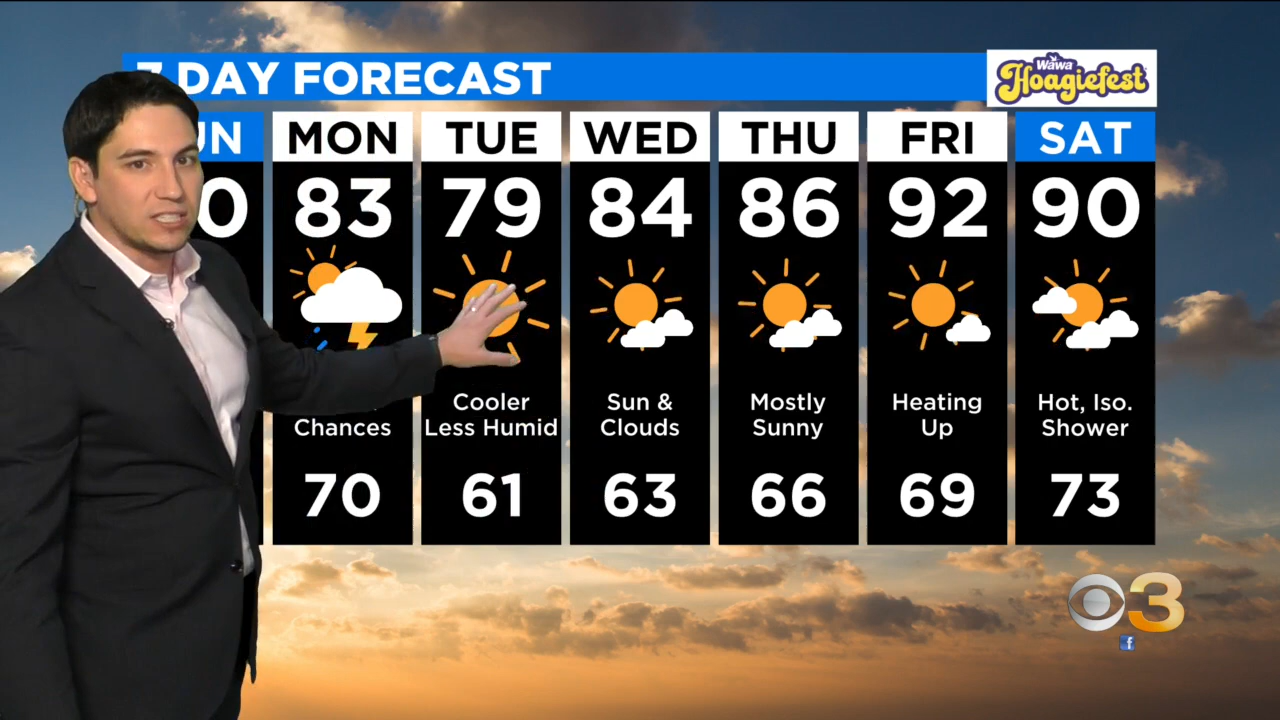 DAY FORECAST
Wawa
Hoagiefest
MON TUE WED THU FRI SAT
83 79 84 86 92 90
Cooler Sun & Mostly Heating Hot, Iso.
Chances Less Humid Clouds Sunny Up Shower
70 61 63 66 69 73
3
f